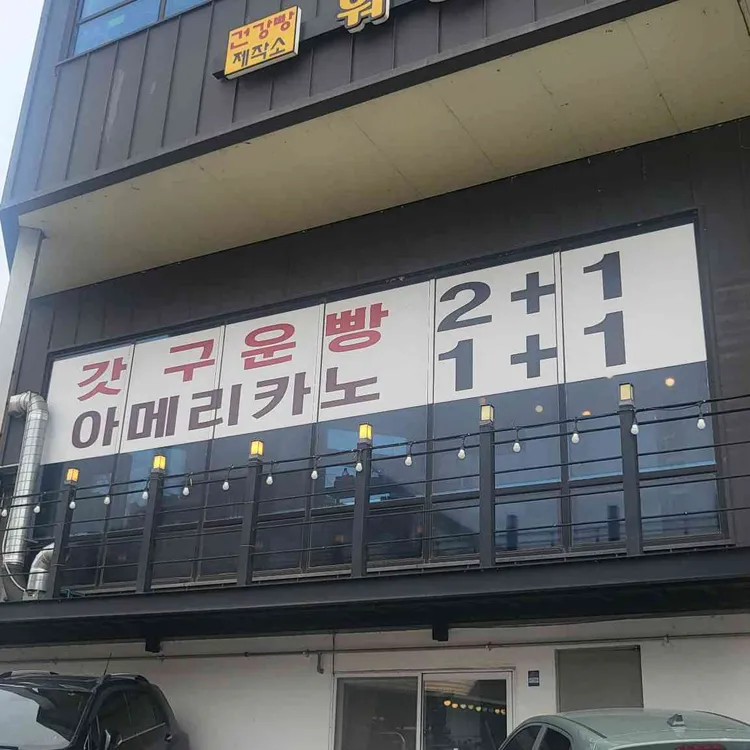 건강빵
제작소
갓 구운빵 2+1
아메리카노 1+1